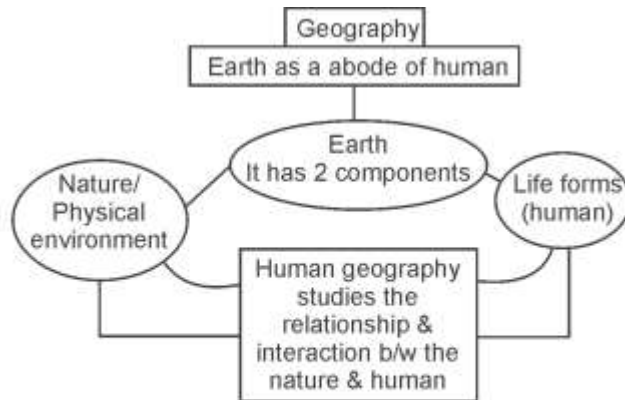 Geography
Earth as a abode of human
Earth
It has 2 components
Nature/
Physical
environment
Life forms
(human)
Human geography
studies the
relationship &
interaction b/w the
nature & human